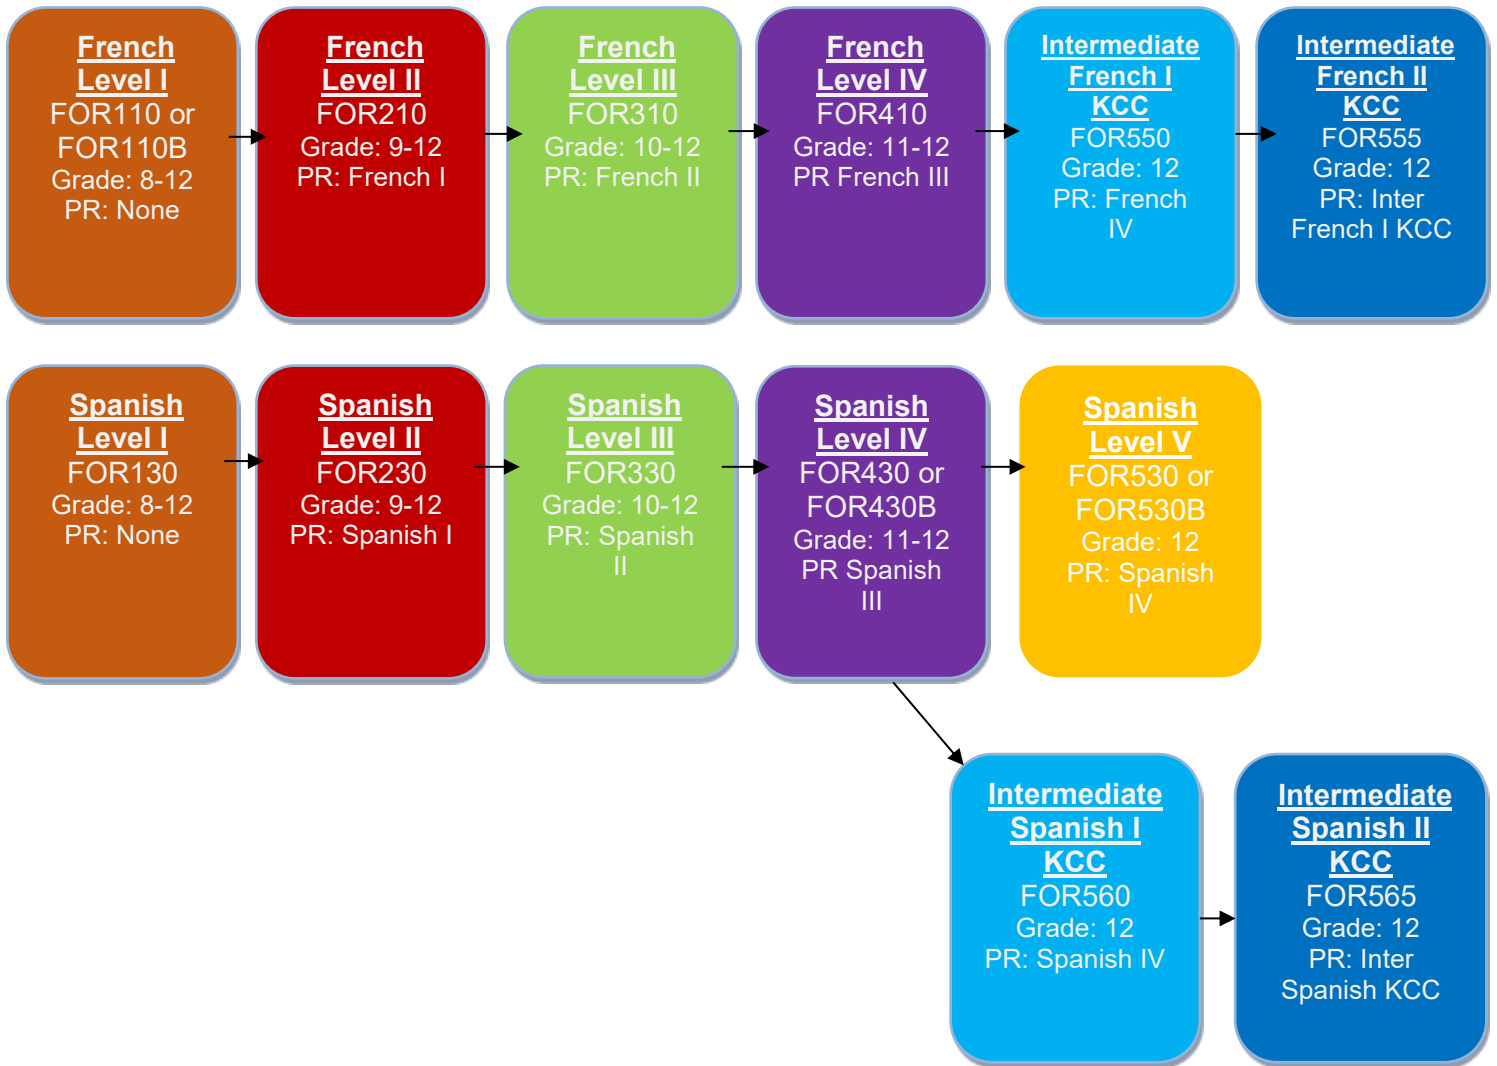 French
Level I
FOR110 or
FOR110B
Grade: 8-12
PR: None
French
Level II
FOR210
Grade: 9-12
PR: French I
French
Level III
FOR310
Grade: 10-12
PR: French II
French
Level IV
FOR410
Grade: 11-12
PR French III
Intermediate
French I
KCC
FOR550
Grade: 12
PR: French
IV
Intermediate
French II
KCC
FOR555
Grade: 12
PR: Inter
French I KCC
Spanish
Level I
FOR130
Grade: 8-12
PR: None
Spanish
Level II
FOR230
Grade: 9-12
PR: Spanish I
Spanish
Level III
FOR330
Grade: 10-12
PR: Spanish
II
Spanish
Level IV
FOR430 or
FOR430B
Grade: 11-12
PR Spanish
III
Spanish
Level V
FOR530 or
FOR530B
Grade: 12
PR: Spanish
IV
Intermediate
Spanish I
KCC
FOR560
Grade: 12
PR: Spanish IV
Intermediate
Spanish II
KCC
FOR565
Grade: 12
PR: Inter
Spanish KCC